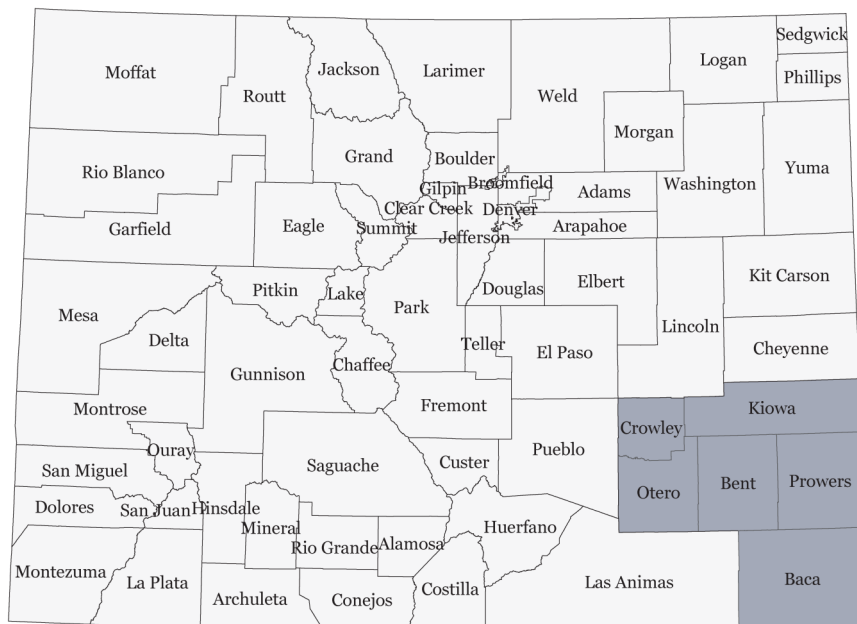 Sedgwick
Moffat
Jackson
Larimer
Logan
Phillips
Routt
Weld
Morgan
Grand
Boulder
Rio Blanco
Yuma
Washington
Gilpin
Broomfield
Adams
Clear Creek
Denver
Garfield
Eagle
Summit
Arapahoe
Jefferson
Kit Carson
Elbert
Pitkin
Lake
Douglas
Mesa
Park
Lincoln
Delta
Teller
El Paso
Cheyenne
Chaffee
Gunnison
Montrose
Fremont
Kiowa
Crowley
Ouray
Pueblo
San Miguel
Saguache
Custer
Otero
Bent
Prowers
Dolores
San Juan
Hinsdale
Mineral
Huerfano
Rio Grande
Alamosa
Montezuma
La Plata
Las Animas
Baca
Costilla
Archuleta
Conejos